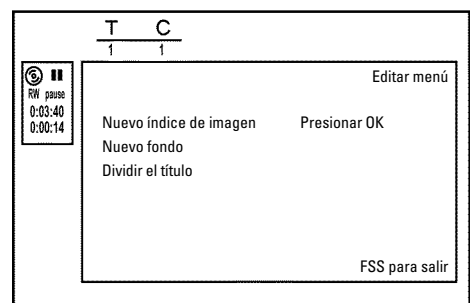 T C
1 1
RW pause
0:03:40
0:00:14
Editar menú
Nuevo índice de imagen Presionar OK
Nuevo fondo
Dividir el título
FSS para salir